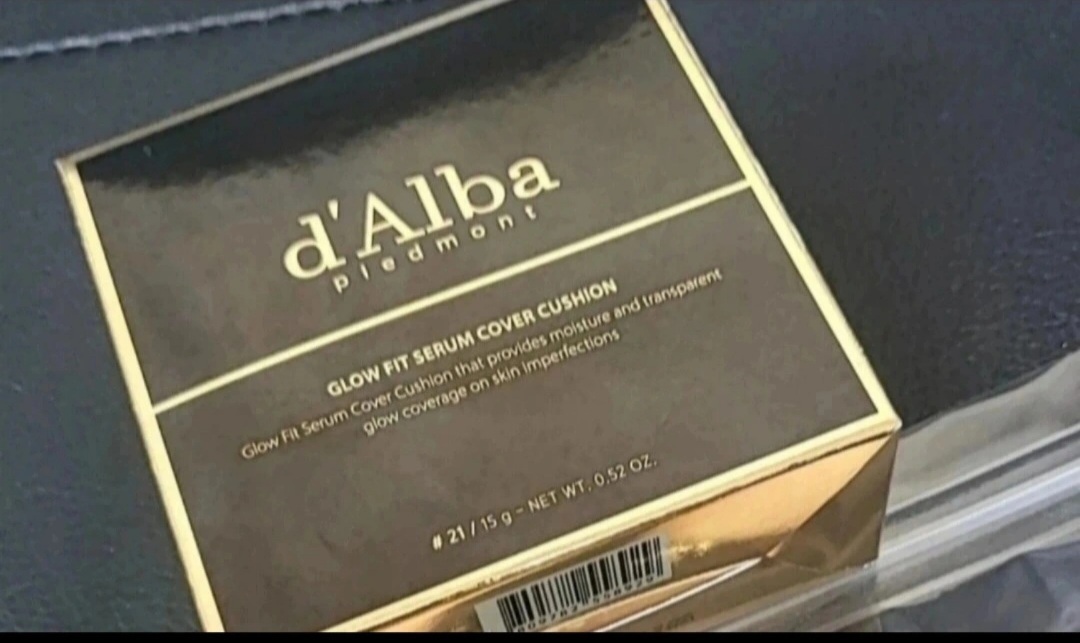 d'Alba
piedmont
GLOW FIT SERUM COVER CUSHION
Glow Fit Serum Cover Cushion that provides moisture and transparent
glow coverage on skin imperfections
# 21 / 15 g - NET WT. 0.52 OZ.